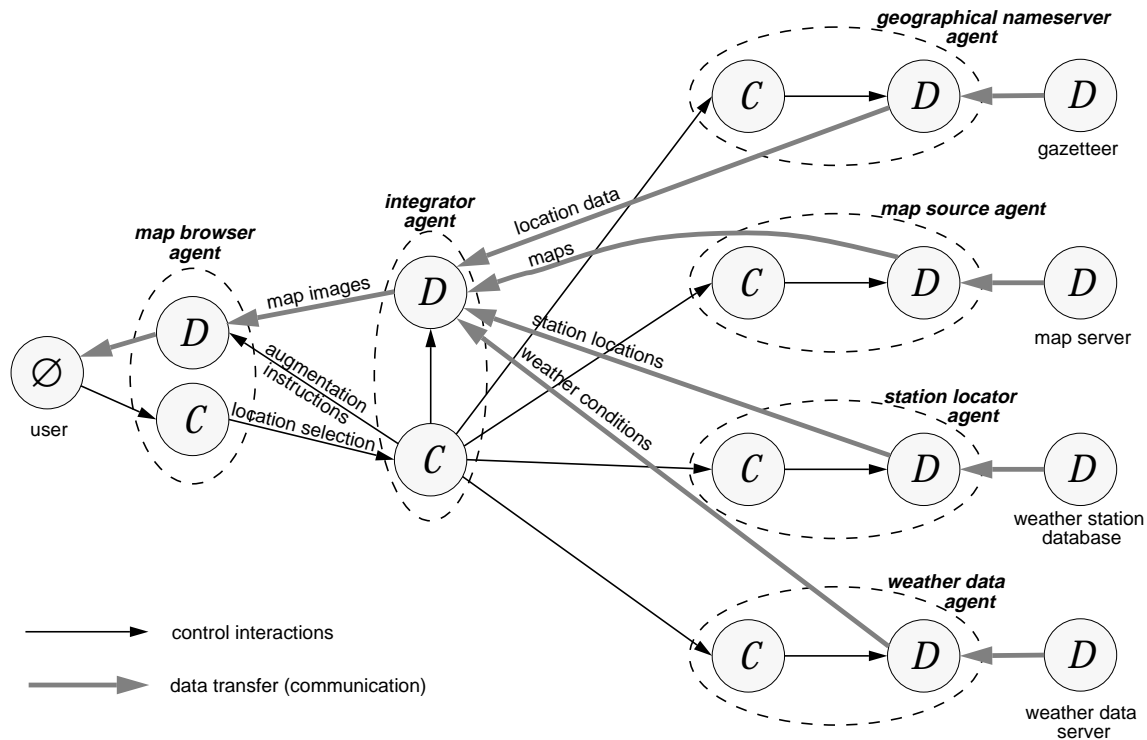 geographical nameserver
agent
C
D
D
gazetteer
location data
integrator
agent
map source agent
map browser
agent
maps
C
D
D
map server
D
map images
D
station locations
∅
user
augmentation
instructions
weather conditions
C
location selection
station locator
agent
C
C
D
D
weather station
database
weather data
agent
control interactions
C
D
D
data transfer (communication)
weather data
server